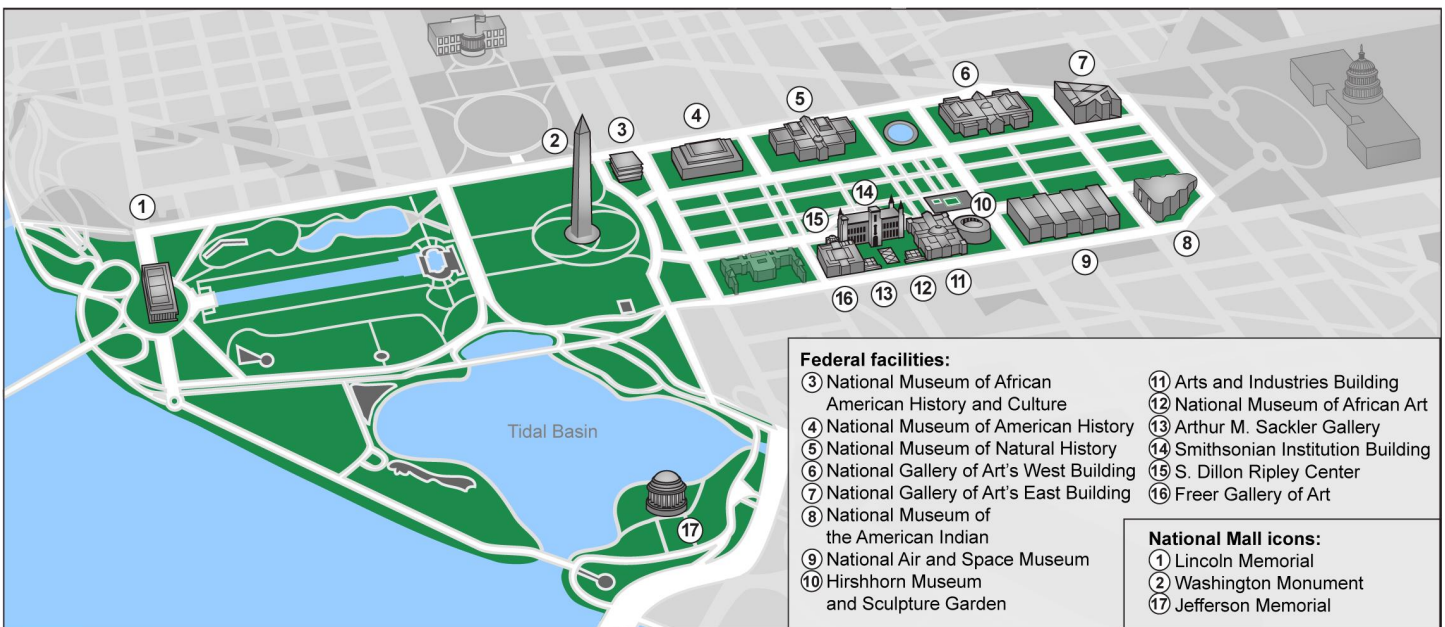 1
2
3
4
5
6
7
14
15
10
16
13
12
11
9
8
17
Tidal Basin
Federal facilities:
3 National Museum of African
American History and Culture
4 National Museum of American History
5 National Museum of Natural History
6 National Gallery of Art's West Building
7 National Gallery of Art's East Building
8 National Museum of
the American Indian
9 National Air and Space Museum
10 Hirshhorn Museum
and Sculpture Garden
11 Arts and Industries Building
12 National Museum of African Art
13 Arthur M. Sackler Gallery
14 Smithsonian Institution Building
15 S. Dillon Ripley Center
16 Freer Gallery of Art
National Mall icons:
1 Lincoln Memorial
2 Washington Monument
17 Jefferson Memorial